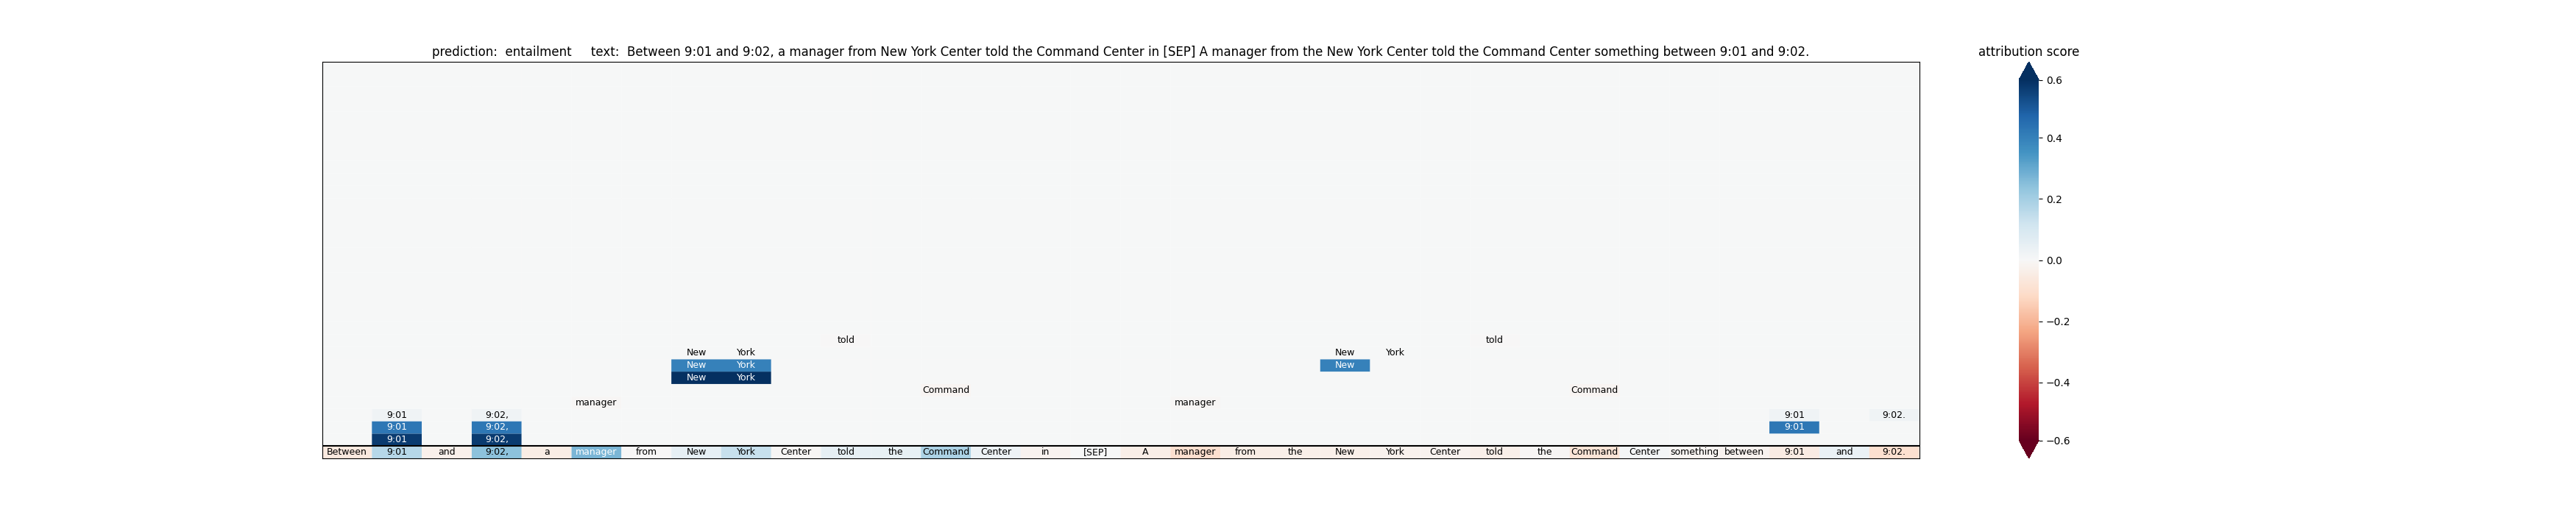 prediction: entailment text: Between 9:01 and 9:02, a manager from New York Center told the Command Center in [SEP] A manager from the New York Center told the Command Center something between 9:01 and 9:02.
attribution score
0.6
0.4
0.2
0.0
−0.2
−0.4
−0.6
told told
New York New York
New York New
New York
Command Command
manager manager
9:01 9:02, 9:01 9:02.
9:01 9:02, 9:01
9:01 9:02,
Between 9:01 and 9:02, a manager from New York Center told the Command Center in [SEP] A manager from the New York Center told the Command Center something between 9:01 and 9:02.